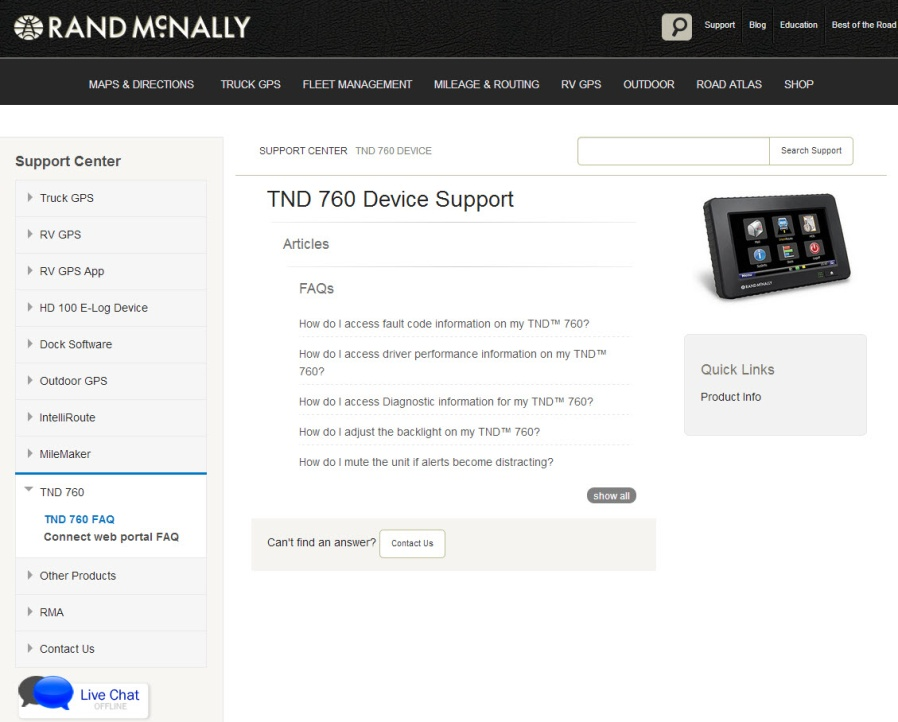 RAND McNALLY
Support
Blog
Education
Best of the Road
MAPS & DIRECTIONS
TRUCK GPS
FLEET MANAGEMENT
MILEAGE & ROUTING
RV GPS
OUTDOOR
ROAD ATLAS
SHOP
Support Center
Truck GPS
RV GPS
RV GPS App
HD 100 E-Log Device
Dock Software
Outdoor GPS
IntelliRoute
MileMaker
TND 760
TND 760 FAQ
Connect web portal FAQ
Other Products
RMA
Contact Us
Live Chat
OFFLINE
SUPPORT CENTER TND 760 DEVICE
Search Support
TND 760 Device Support
Articles
FAQs
How do I access fault code information on my TND™ 760?
How do I access driver performance information on my TND™
760?
How do I access Diagnostic information for my TND™ 760?
How do I adjust the backlight on my TND™ 760?
How do I mute the unit if alerts become distracting?
show all
Can't find an answer? Contact Us
RAND McNALLY
Quick Links
Product Info